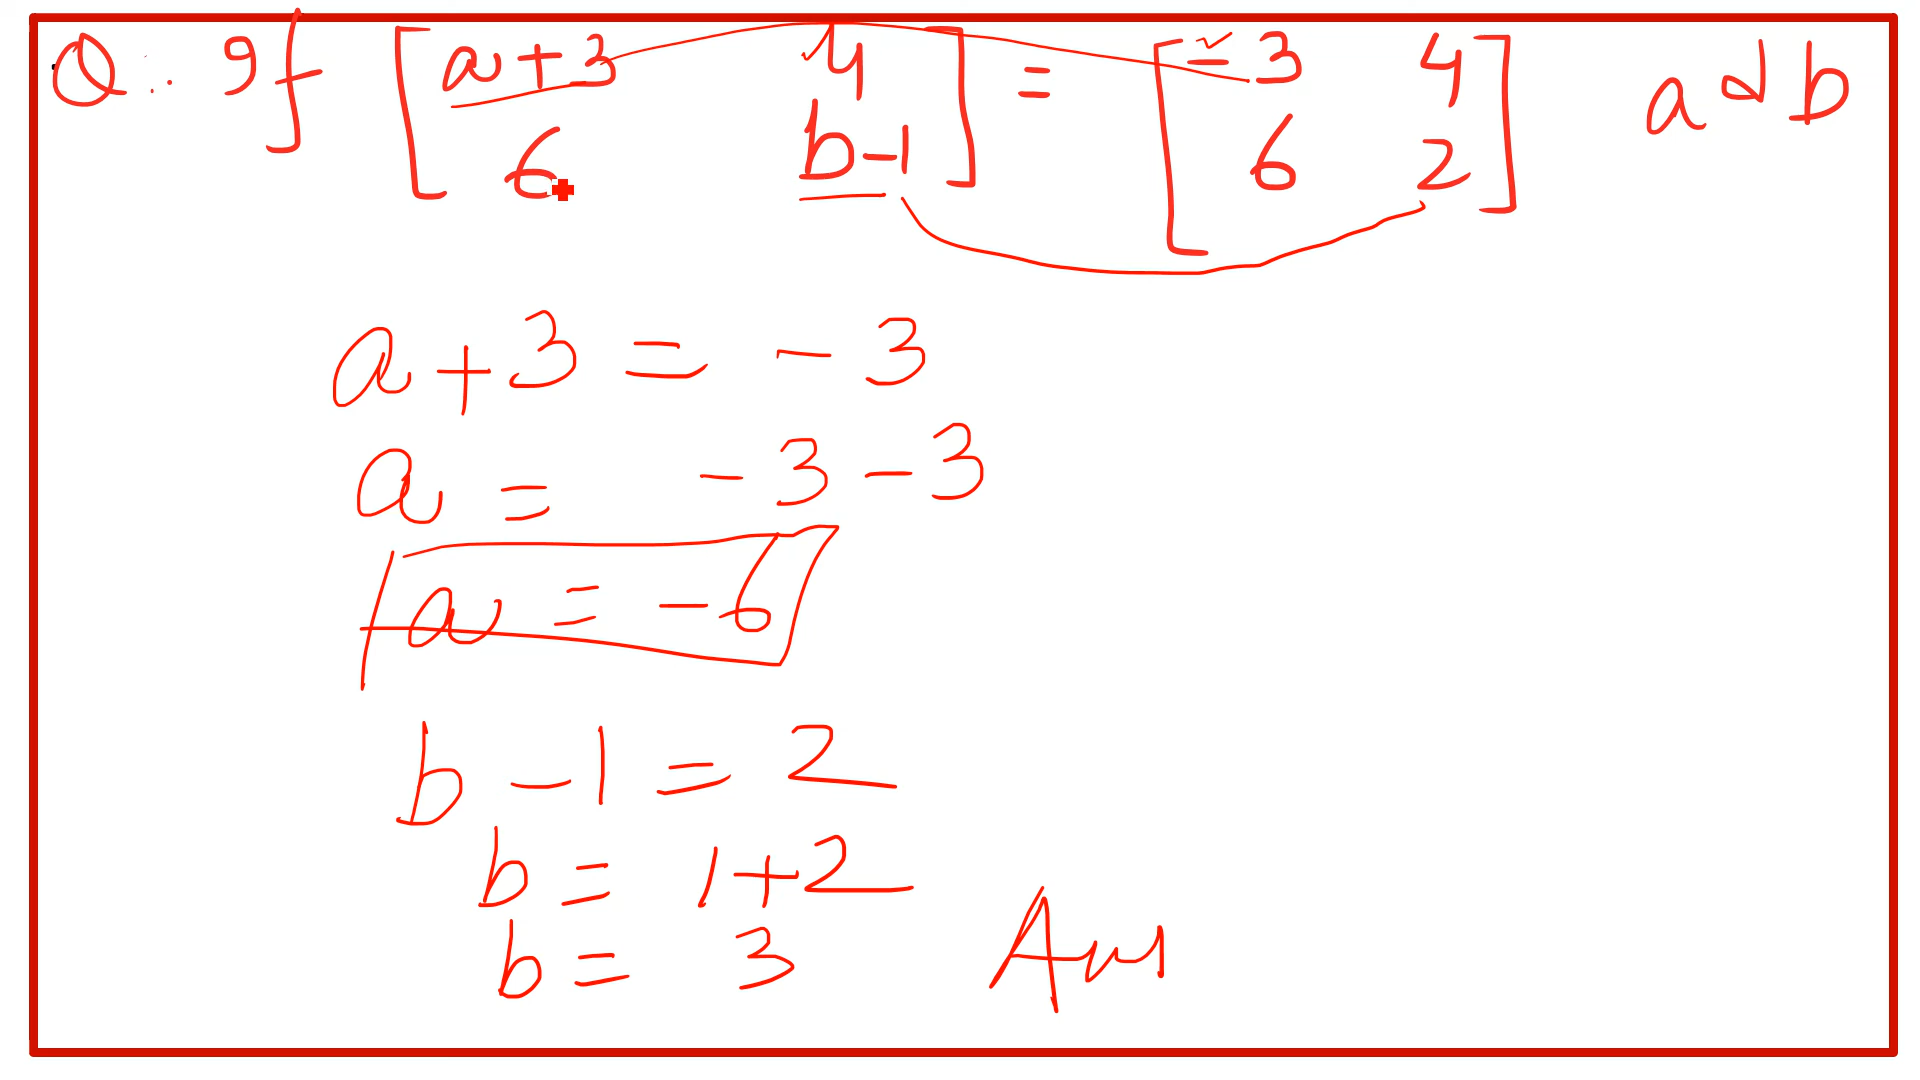 Q. 9} If [a+3 4] = [-3 4] a & b
[6 b-1] [6 2]
a+3 = -3
a = -3-3
a = -6
b-1 = 2
b = 1+2
b = 3 Ans